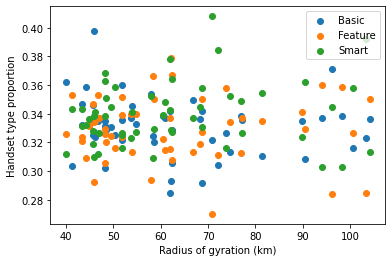 0.40
0.38
0.36
0.34
0.32
0.30
0.28
Handset type proportion
Basic
Feature
Smart
40 50 60 70 80 90 100
Radius of gyration (km)